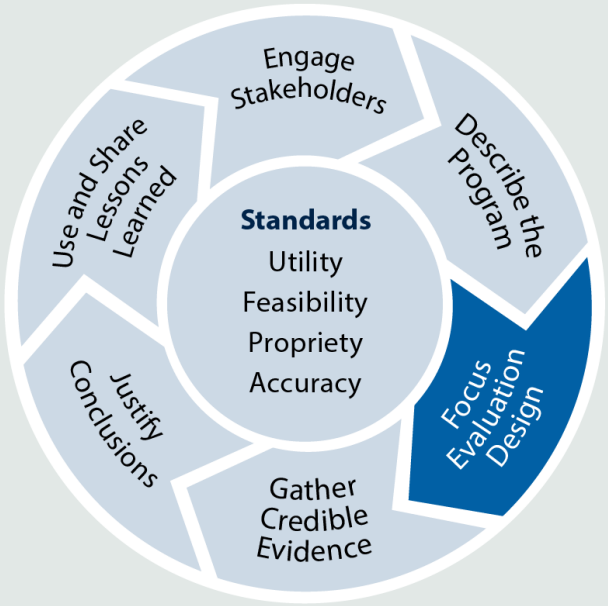 Engage
Stakeholders
Describe the
Program
Focus
Evaluation
Design
Gather
Credible
Evidence
Justify
Conclusions
Use and Share
Lessons
Learned
Standards
Utility
Feasibility
Propriety
Accuracy